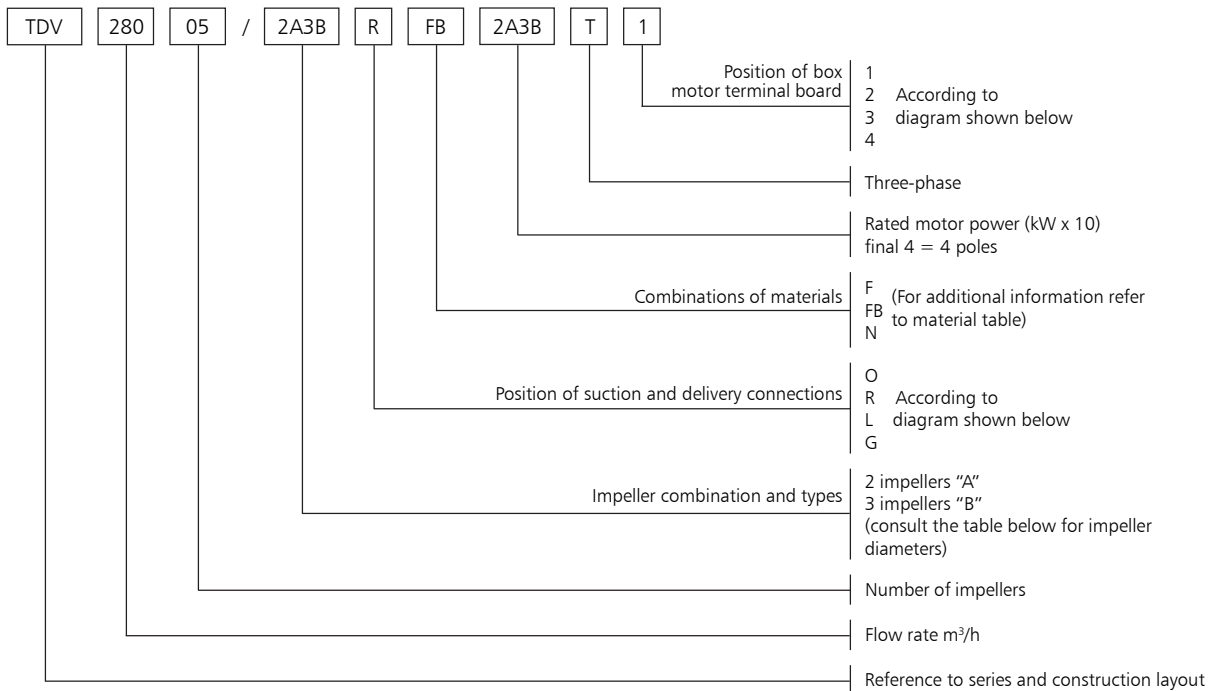 TDV 280 05 / 2A3B R FB 2A3B T 1
Position of box
motor terminal board
1
2 According to
3 diagram shown below
4
Three-phase
Rated motor power (kW x 10)
final 4 = 4 poles
Combinations of materials
F
FB
N
(For additional information refer
to material table)
Position of suction and delivery connections
O
R According to
L diagram shown below
G
Impeller combination and types
2 impellers “A”
3 impellers “B”
(consult the table below for impeller
diameters)
Number of impellers
Flow rate m³/h
Reference to series and construction layout